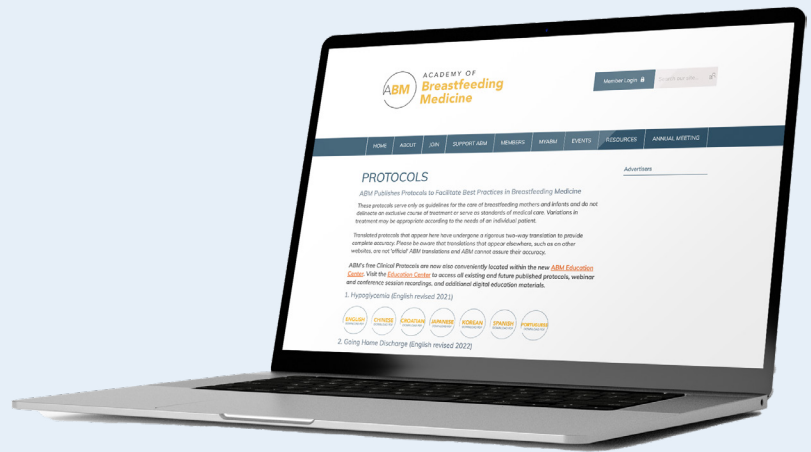 ACADEMY OF
ABM Breastfeeding
Medicine
Member Login
HOME ABOUT JOIN SUPPORT ABM MEMBERS MYABM EVENTS RESOURCES ANNUAL MEETING
PROTOCOLS
Advertisers
ABM Publishes Protocols to Facilitate Best Practices in Breastfeeding Medicine
These protocols serve only as guidelines for the care of breastfeeding mothers and infants and do not
delineate an exclusive course of treatment or serve as standards of medical care. Variations in
treatment may be appropriate according to the needs of an individual patient.
Translated protocols that appear here have undergone a rigorous two-way translation to provide
complete accuracy. Please be aware that translations that appear elsewhere, such as on other
websites, are not 'official' ABM translations and ABM cannot assure their accuracy.
ABM's free Clinical Protocols are now also conveniently located within the new ABM Education
Center. Visit the Education Center to access all existing and future published protocols, webinar
and conference session recordings, and additional digital education materials.
1. Hypoglycemia (English revised 2021)
ENGLISH CHINESE CROATIAN JAPANESE KOREAN SPANISH PORTUGUESE
2. Going Home Discharge (English revised 2022)